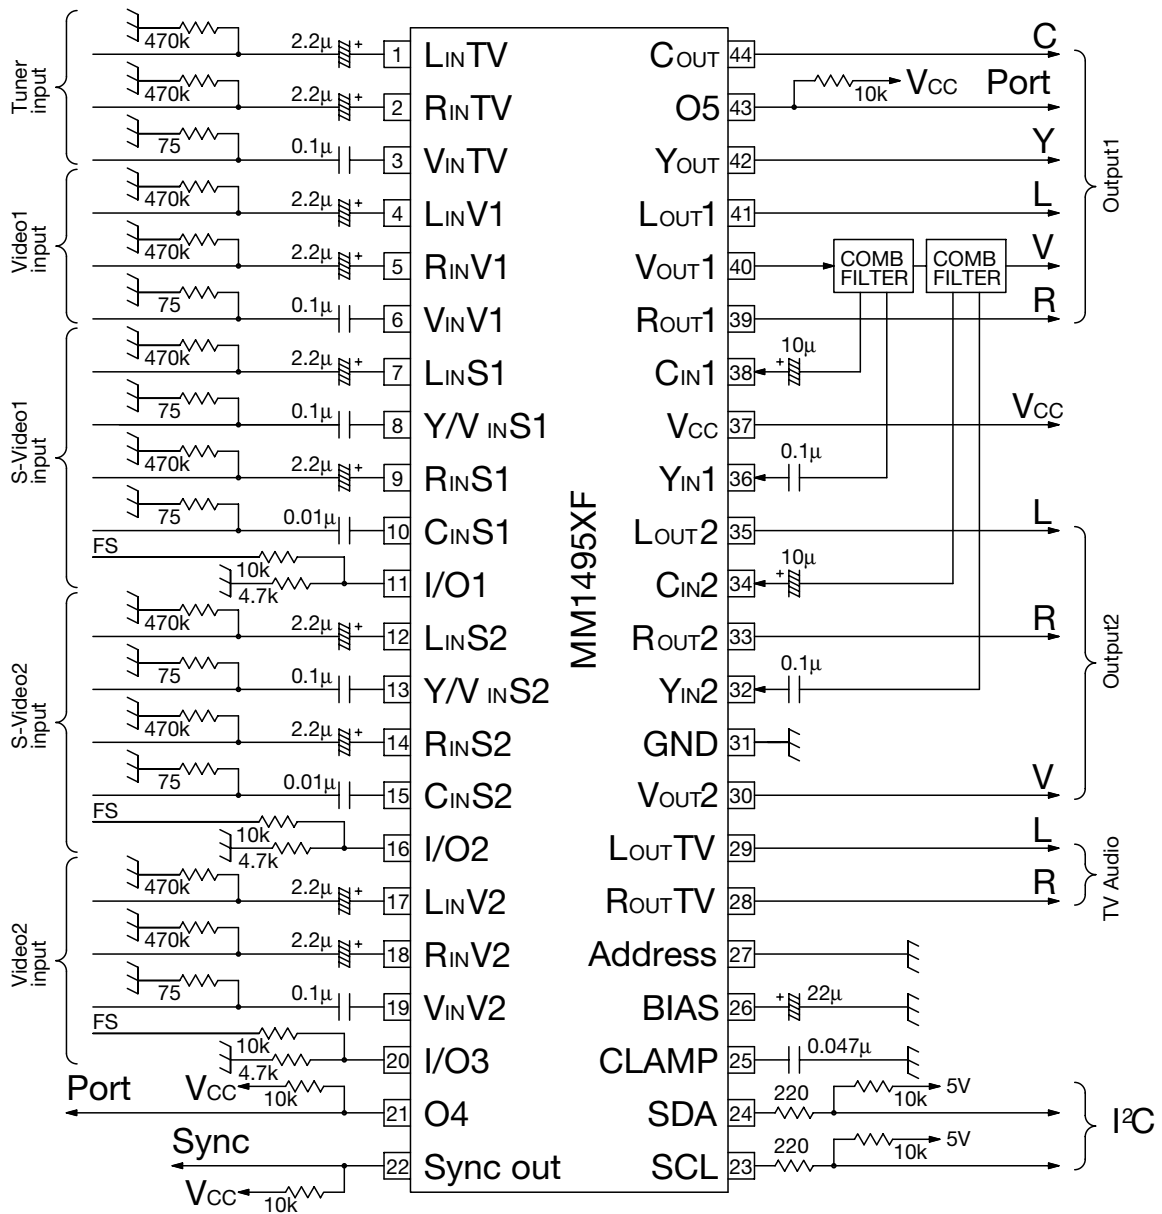 Tuner input
470k 2.2μ + 1 LINTV
470k 2.2μ + 2 RINTV
75 0.1μ 3 VINTV
Video1 input
470k 2.2μ + 4 LINV1
470k 2.2μ + 5 RINV1
75 0.1μ 6 VINV1
S-Video1 input
470k 2.2μ + 7 LINS1
75 0.1μ 8 Y/V INS1
470k 2.2μ + 9 RINS1
75 0.01μ 10 CINS1
FS 10k
4.7k 11 I/O1
S-Video2 input
470k 2.2μ + 12 LINS2
75 0.1μ 13 Y/V INS2
470k 2.2μ + 14 RINS2
75 0.01μ 15 CINS2
FS 10k
4.7k 16 I/O2
Video2 input
470k 2.2μ + 17 LINV2
470k 2.2μ + 18 RINV2
75 0.1μ 19 VINV2
FS 10k
4.7k 20 I/O3
Port VCC 10k 21 O4
Sync 22 Sync out
VCC 10k
MM1495XF
COUT 44 C
O5 43 10k VCC Port
YOUT 42 Y
LOUT1 41 L
VOUT1 40 COMB FILTER COMB FILTER V
ROUT1 39 R
Output1
CIN1 38 + 10μ
VCC 37 VCC
YIN1 36 0.1μ
LOUT2 35 L
CIN2 34 + 10μ
ROUT2 33 R
YIN2 32 0.1μ
GND 31
VOUT2 30 V
Output2
LOUTTV 29 L
ROUTTV 28 R
TV Audio
Address 27
BIAS 26 + 22μ
CLAMP 25 0.047μ
SDA 24 220 10k 5V
SCL 23 220 10k 5V
I²C